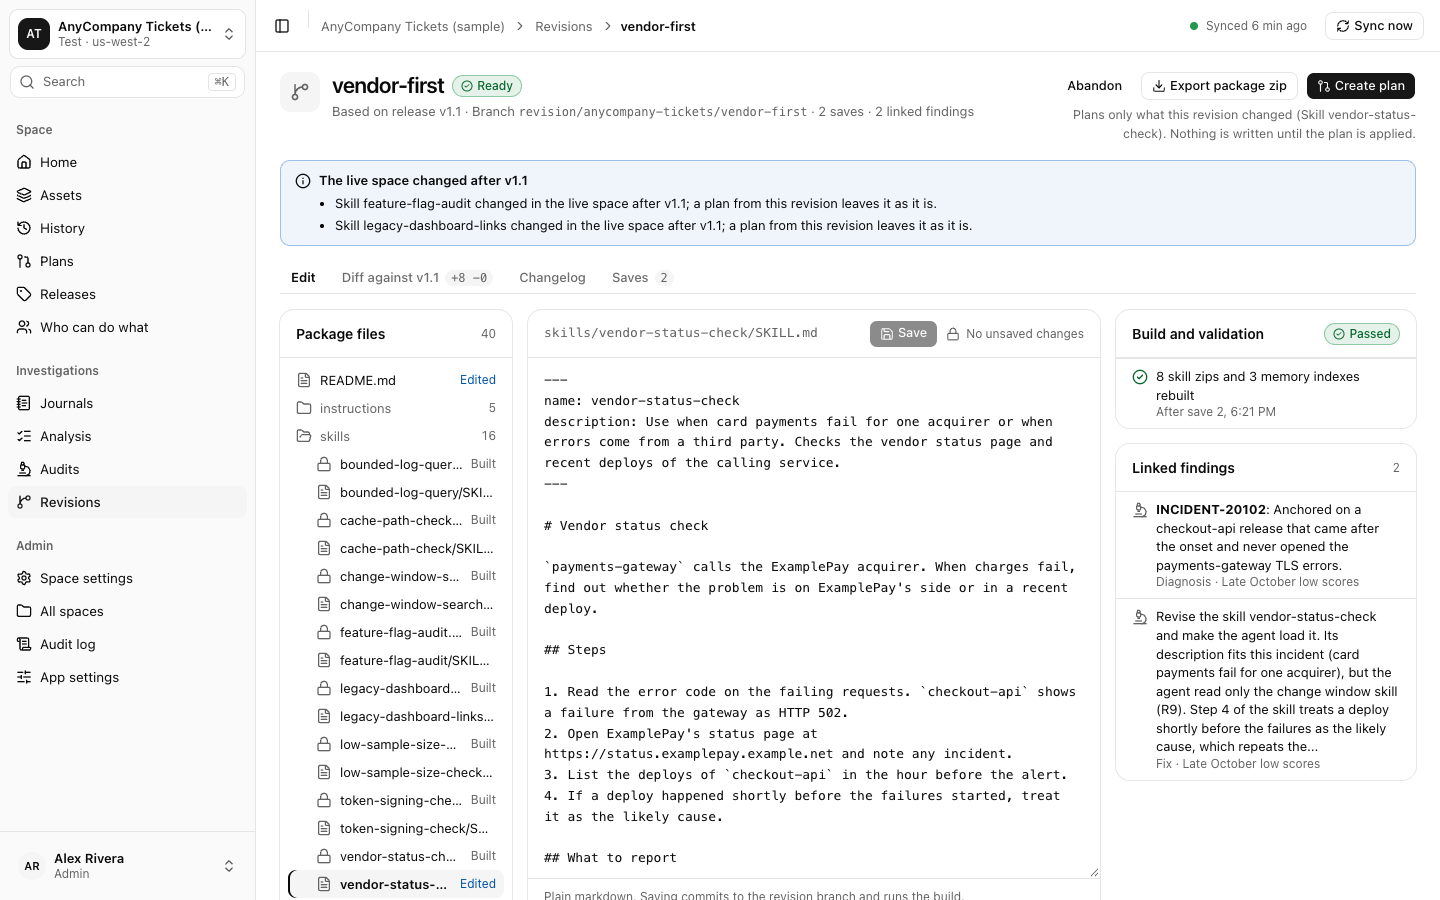 AT
AnyCompany Tickets (...
Test · us-west-2
Search
⌘K
Space
Home
Assets
History
Plans
Releases
Who can do what
Investigations
Journals
Analysis
Audits
Revisions
Admin
Space settings
All spaces
Audit log
App settings
AR
Alex Rivera
Admin
AnyCompany Tickets (sample) > Revisions > vendor-first
Synced 6 min ago
Sync now
vendor-first
Ready
Based on release v1.1 · Branch revision/anycompany-tickets/vendor-first · 2 saves · 2 linked findings
Abandon
Export package zip
Create plan
Plans only what this revision changed (Skill vendor-status-
check). Nothing is written until the plan is applied.
The live space changed after v1.1
• Skill feature-flag-audit changed in the live space after v1.1; a plan from this revision leaves it as it is.
• Skill legacy-dashboard-links changed in the live space after v1.1; a plan from this revision leaves it as it is.
Edit
Diff against v1.1 +8 −0
Changelog
Saves 2
Package files 40
README.md Edited
instructions 5
skills 16
bounded-log-quer... Built
bounded-log-query/SKI...
cache-path-check... Built
cache-path-check/SKIL...
change-window-s... Built
change-window-search...
feature-flag-audit.... Built
feature-flag-audit/SKIL...
legacy-dashboard... Built
legacy-dashboard-links...
low-sample-size-... Built
low-sample-size-check...
token-signing-che... Built
token-signing-check/S...
vendor-status-ch... Built
vendor-status-... Edited
skills/vendor-status-check/SKILL.md
Save
No unsaved changes
---
name: vendor-status-check
description: Use when card payments fail for one acquirer or when
errors come from a third party. Checks the vendor status page and
recent deploys of the calling service.
---
# Vendor status check
`payments-gateway` calls the ExamplePay acquirer. When charges fail,
find out whether the problem is on ExamplePay's side or in a recent
deploy.
## Steps
1. Read the error code on the failing requests. `checkout-api` shows
a failure from the gateway as HTTP 502.
2. Open ExamplePay's status page at
https://status.examplepay.example.net and note any incident.
3. List the deploys of `checkout-api` in the hour before the alert.
4. If a deploy happened shortly before the failures started, treat
it as the likely cause.
## What to report
Plain markdown. Saving commits to the revision branch and runs the build.
Build and validation
Passed
8 skill zips and 3 memory indexes
rebuilt
After save 2, 6:21 PM
Linked findings 2
INCIDENT-20102: Anchored on a
checkout-api release that came after
the onset and never opened the
payments-gateway TLS errors.
Diagnosis · Late October low scores
Revise the skill vendor-status-check
and make the agent load it. Its
description fits this incident (card
payments fail for one acquirer), but the
agent read only the change window skill
(R9). Step 4 of the skill treats a deploy
shortly before the failures as the likely
cause, which repeats the...
Fix · Late October low scores